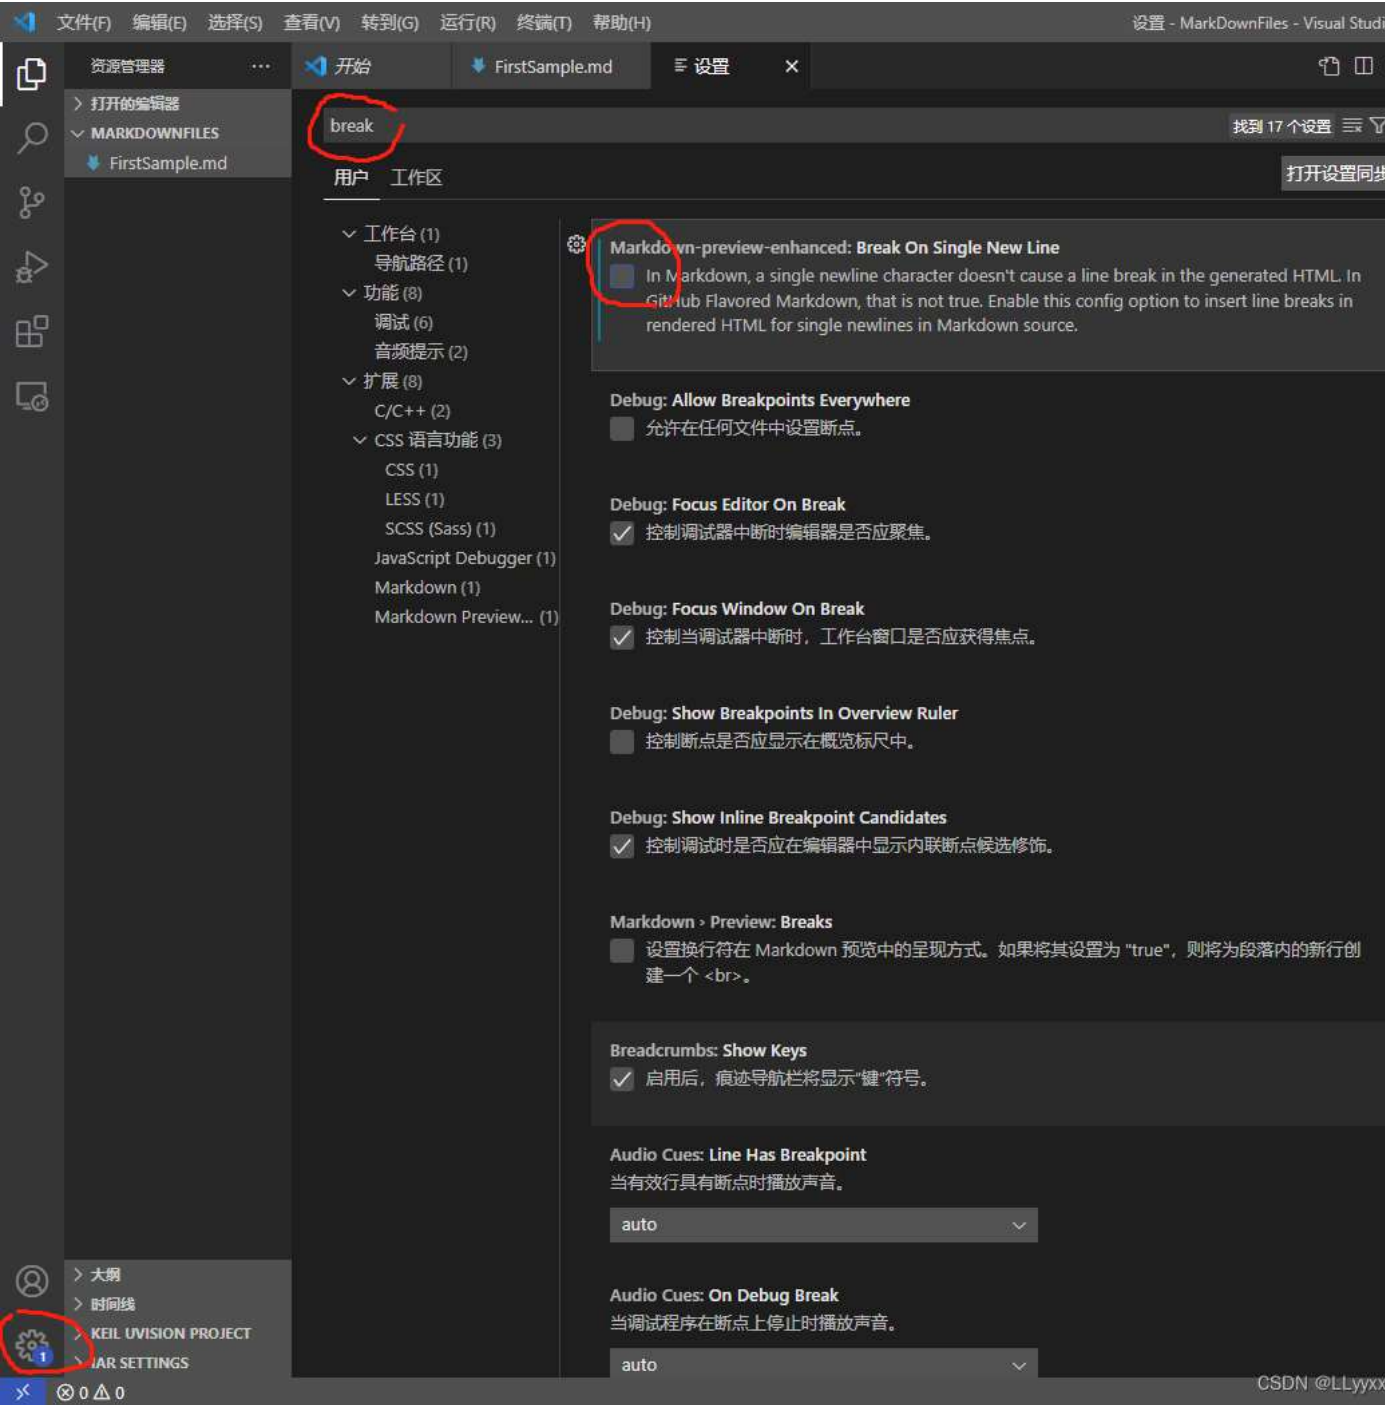 文件(F) 编辑(E) 选择(S) 查看(V) 转到(G) 运行(R) 终端(T) 帮助(H) 设置 - MarkDownFiles - Visual Studi
资源管理器 ··· 开始 FirstSample.md 设置
打开的编辑器
MARKDOWNFILES
FirstSample.md
break
找到 17 个设置
用户 工作区
打开设置同步
工作台 (1)
导航路径 (1)
功能 (8)
调试 (6)
音频提示 (2)
扩展 (8)
C/C++ (2)
CSS 语言功能 (3)
CSS (1)
LESS (1)
SCSS (Sass) (1)
JavaScript Debugger (1)
Markdown (1)
Markdown Preview... (1)
Markdown-preview-enhanced: Break On Single New Line
In Markdown, a single newline character doesn't cause a line break in the generated HTML. In
GitHub Flavored Markdown, that is not true. Enable this config option to insert line breaks in
rendered HTML for single newlines in Markdown source.
Debug: Allow Breakpoints Everywhere
允许在任何文件中设置断点。
Debug: Focus Editor On Break
控制调试器中断时编辑器是否应聚焦。
Debug: Focus Window On Break
控制当调试器中断时，工作台窗口是否应获得焦点。
Debug: Show Breakpoints In Overview Ruler
控制断点是否应显示在概览标尺中。
Debug: Show Inline Breakpoint Candidates
控制调试时是否应在编辑器中显示内联断点候选修饰。
Markdown › Preview: Breaks
设置换行符在 Markdown 预览中的呈现方式。如果将其设置为 "true"，则将为段落内的新行创
建一个 <br>。
Breadcrumbs: Show Keys
启用后，痕迹导航栏将显示“键”符号。
Audio Cues: Line Has Breakpoint
当有效行具有断点时播放声音。
auto
Audio Cues: On Debug Break
当调试程序在断点上停止时播放声音。
auto
大纲
时间线
KEIL UVISION PROJECT
IAR SETTINGS
1
0 0
CSDN @LLyyxx